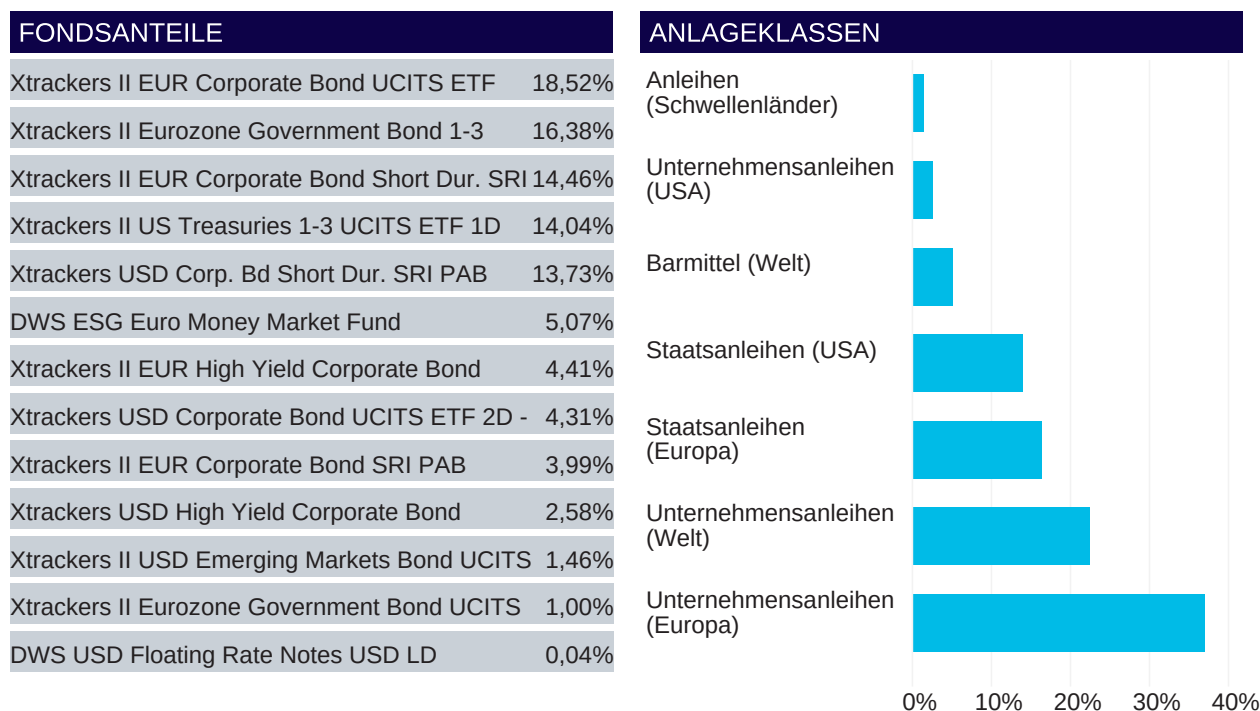 FONDSANTEILE
Xtrackers II EUR Corporate Bond UCITS ETF 18,52%
Xtrackers II Eurozone Government Bond 1-3 16,38%
Xtrackers II EUR Corporate Bond Short Dur. SRI 14,46%
Xtrackers II US Treasuries 1-3 UCITS ETF 1D 14,04%
Xtrackers USD Corp. Bd Short Dur. SRI PAB 13,73%
DWS ESG Euro Money Market Fund 5,07%
Xtrackers II EUR High Yield Corporate Bond 4,41%
Xtrackers USD Corporate Bond UCITS ETF 2D - 4,31%
Xtrackers II EUR Corporate Bond SRI PAB 3,99%
Xtrackers USD High Yield Corporate Bond 2,58%
Xtrackers II USD Emerging Markets Bond UCITS 1,46%
Xtrackers II Eurozone Government Bond UCITS 1,00%
DWS USD Floating Rate Notes USD LD 0,04%
ANLAGEKLASSEN
Anleihen
(Schwellenländer)
Unternehmensanleihen
(USA)
Barmittel (Welt)
Staatsanleihen (USA)
Staatsanleihen
(Europa)
Unternehmensanleihen
(Welt)
Unternehmensanleihen
(Europa)
0% 10% 20% 30% 40%